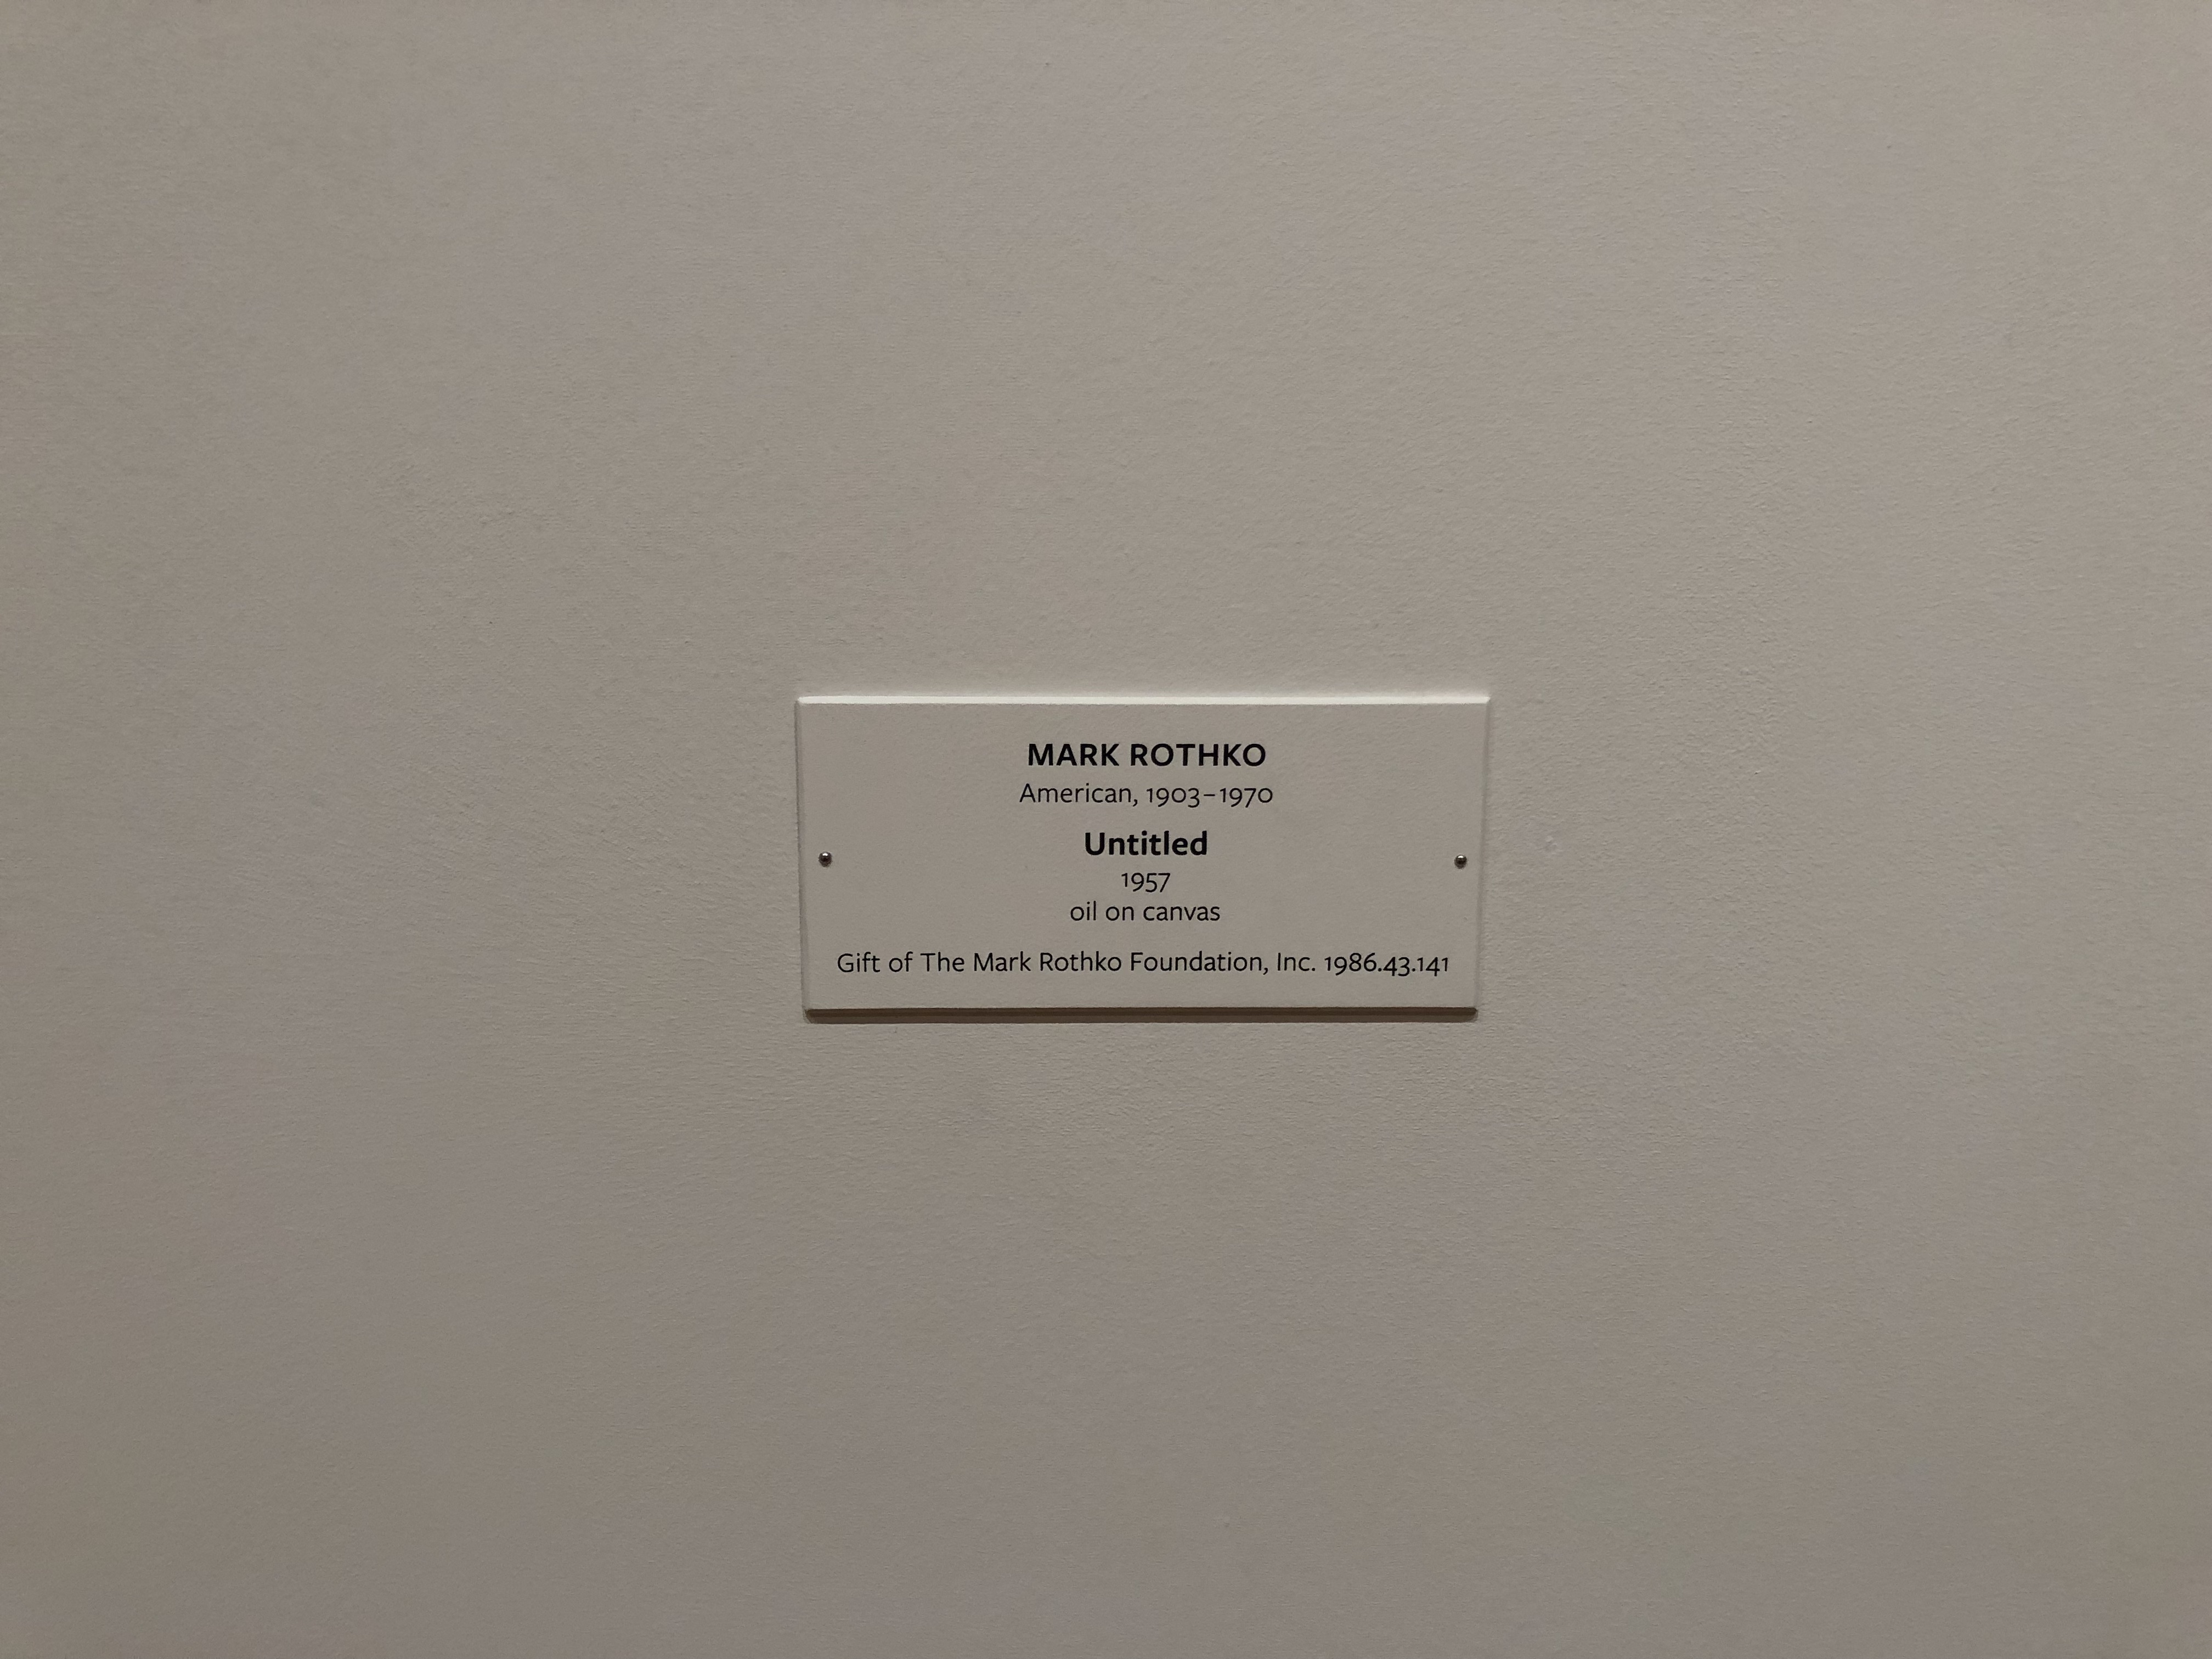 MARK ROTHKO
American, 1903–1970
Untitled
1957
oil on canvas
Gift of The Mark Rothko Foundation, Inc. 1986.43.141